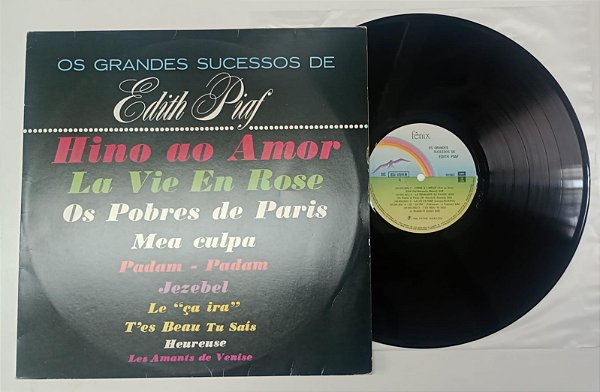 OS GRANDES SUCESSOS DE
Edith Piaf
Hino ao Amor
La Vie En Rose
Os Pobres de Paris
Mea culpa
Padam - Padam
Jezebel
Le "ça ira"
T'es Beau Tu Sais
Heureuse
Les Amants de Venise
fênix
OS GRANDES
SUCESSOS DE
EDITH PIAF